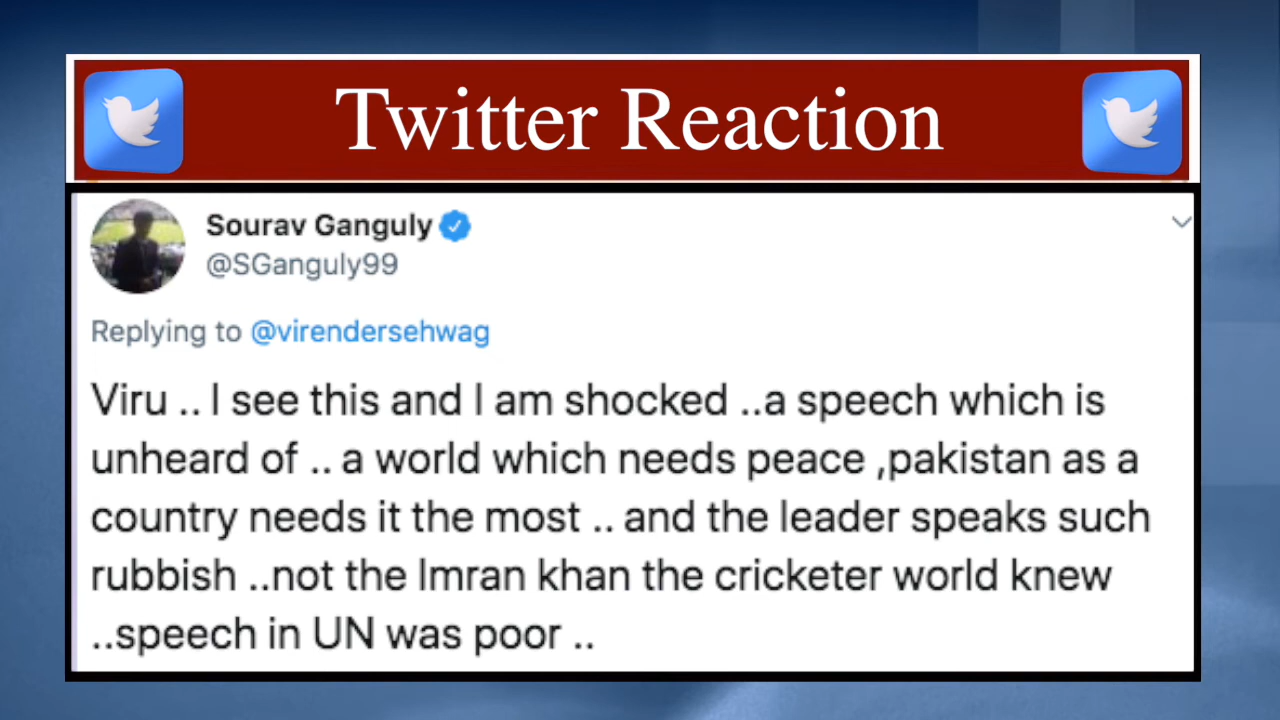 Twitter Reaction
Sourav Ganguly
@SGanguly99
Replying to @virendersehwag
Viru .. I see this and I am shocked ..a speech which is
unheard of .. a world which needs peace ,pakistan as a
country needs it the most .. and the leader speaks such
rubbish ..not the Imran khan the cricketer world knew
..speech in UN was poor ..